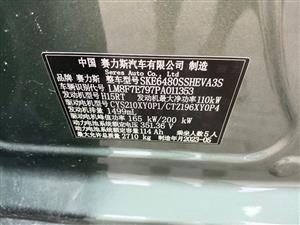 中国 赛力斯汽车有限公司 制造
Seres Auto Co., Ltd.
品牌 赛力斯 整车型号 SKE6480SSHEVA3S
车辆识别代号 LM8F7E797PA011353
发动机型号 H15RT 发动机最大净功率 110kW
驱动电机型号 CYS210XY0P1/CTZ196XY0P4
发动机排量 1499mL
驱动电机峰值功率 165 kW/200 kW
动力电池系统额定电压 351.36 V
动力电池系统额定容量 114 Ah 乘坐人数 5人
最大允许总质量 2710 kg 制造年月 2023-05